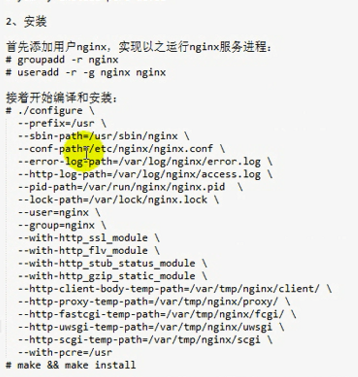 2、安装
首先添加用户nginx，实现以之运行nginx服务进程：
# groupadd -r nginx
# useradd -r -g nginx nginx
接着开始编译和安装：
# ./configure \
--prefix=/usr \
--sbin-path=/usr/sbin/nginx \
--conf-path=/etc/nginx/nginx.conf \
--error-log-path=/var/log/nginx/error.log \
--http-log-path=/var/log/nginx/access.log \
--pid-path=/var/run/nginx/nginx.pid \
--lock-path=/var/lock/nginx.lock \
--user=nginx \
--group=nginx \
--with-http_ssl_module \
--with-http_flv_module \
--with-http_stub_status_module \
--with-http_gzip_static_module \
--http-client-body-temp-path=/var/tmp/nginx/client/ \
--http-proxy-temp-path=/var/tmp/nginx/proxy/ \
--http-fastcgi-temp-path=/var/tmp/nginx/fcgi/ \
--http-uwsgi-temp-path=/var/tmp/nginx/uwsgi \
--http-scgi-temp-path=/var/tmp/nginx/scgi \
--with-pcre=/usr
# make && make install